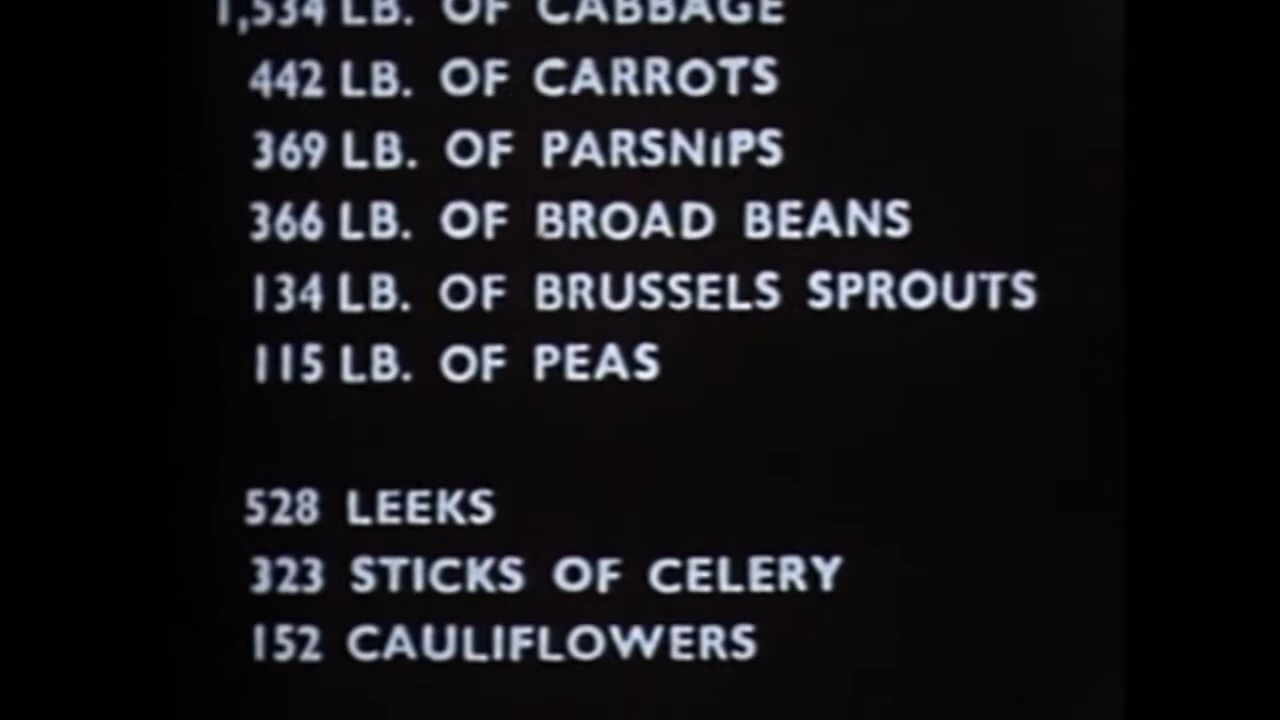 1,534 LB. OF CABBAGE
442 LB. OF CARROTS
369 LB. OF PARSNiPS
366 LB. OF BROAD BEANS
134 LB. OF BRUSSELS SPROUTS
115 LB. OF PEAS
528 LEEKS
323 STICKS OF CELERY
152 CAULIFLOWERS